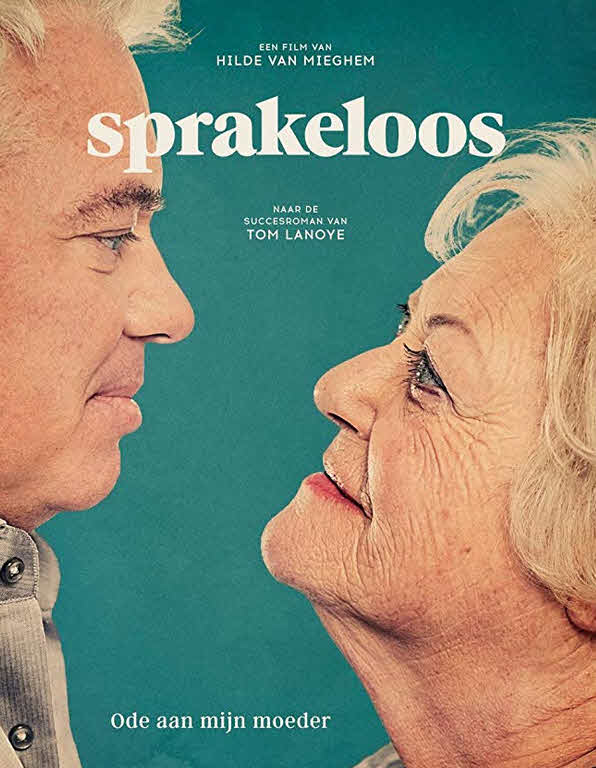 EEN FILM VAN
HILDE VAN MIEGHEM
sprakeloos
NAAR DE
SUCCESROMAN VAN
TOM LANOYE
Ode aan mijn moeder